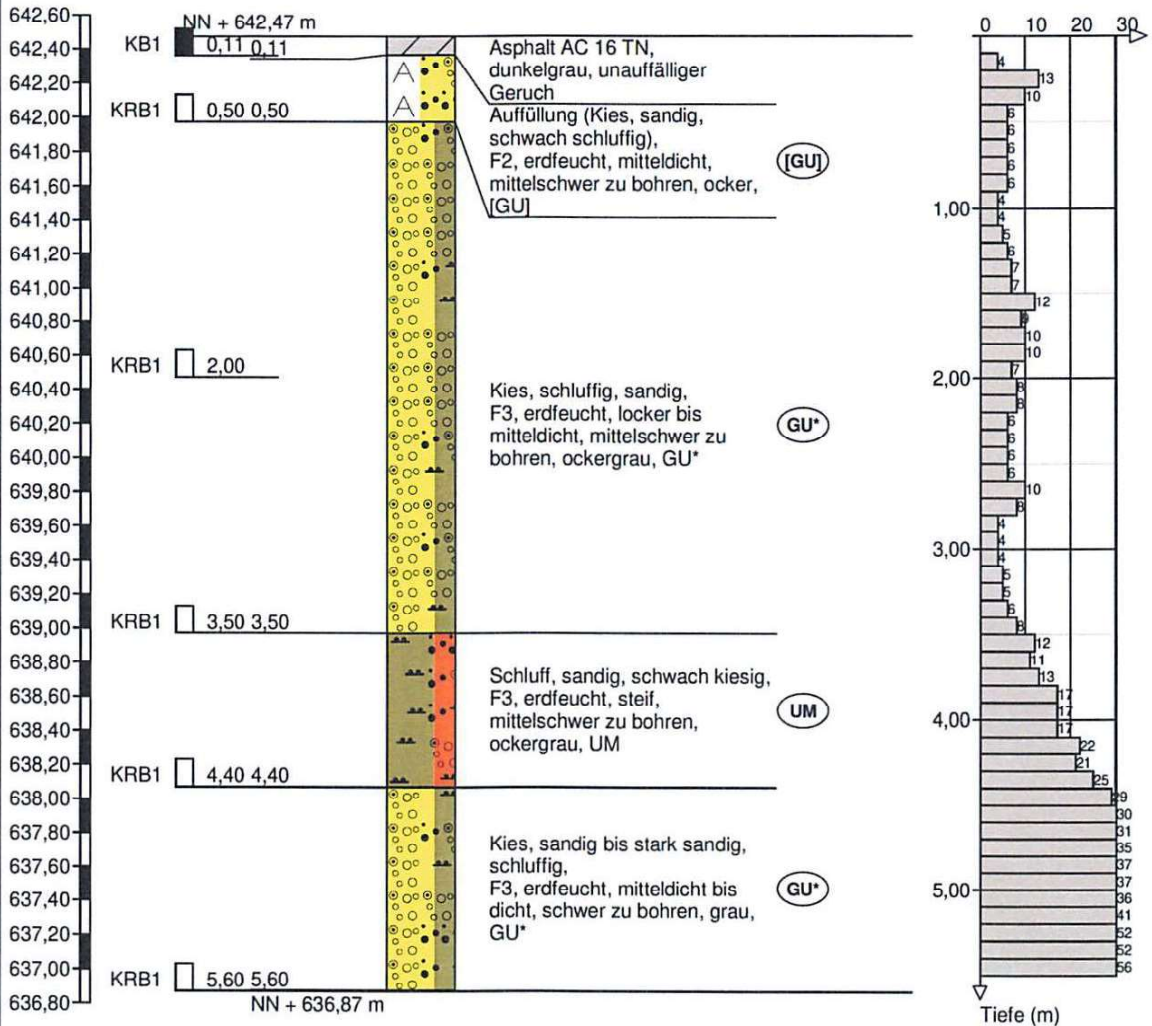 642,60
642,40
642,20
642,00
641,80
641,60
641,40
641,20
641,00
640,80
640,60
640,40
640,20
640,00
639,80
639,60
639,40
639,20
639,00
638,80
638,60
638,40
638,20
638,00
637,80
637,60
637,40
637,20
637,00
636,80
NN + 642,47 m
KB1 0,11 0,11
KRB1 0,50 0,50
KRB1 2,00
KRB1 3,50 3,50
KRB1 4,40 4,40
KRB1 5,60 5,60
NN + 636,87 m
A
A
Asphalt AC 16 TN,
dunkelgrau, unauffälliger
Geruch
Auffüllung (Kies, sandig,
schwach schluffig),
F2, erdfeucht, mitteldicht,
mittelschwer zu bohren, ocker,
[GU]
[GU]
Kies, schluffig, sandig,
F3, erdfeucht, locker bis
mitteldicht, mittelschwer zu
bohren, ockergrau, GU*
GU*
Schluff, sandig, schwach kiesig,
F3, erdfeucht, steif,
mittelschwer zu bohren,
ockergrau, UM
UM
Kies, sandig bis stark sandig,
schluffig,
F3, erdfeucht, mitteldicht bis
dicht, schwer zu bohren, grau,
GU*
GU*
0 10 20 30
1,00
2,00
3,00
4,00
5,00
4
13
10
6
6
6
6
6
4
4
5
6
7
7
12
9
10
10
7
8
8
6
6
6
6
10
8
4
4
4
5
5
6
8
12
11
13
17
17
17
22
21
25
29
30
31
35
37
37
36
41
52
52
56
Tiefe (m)